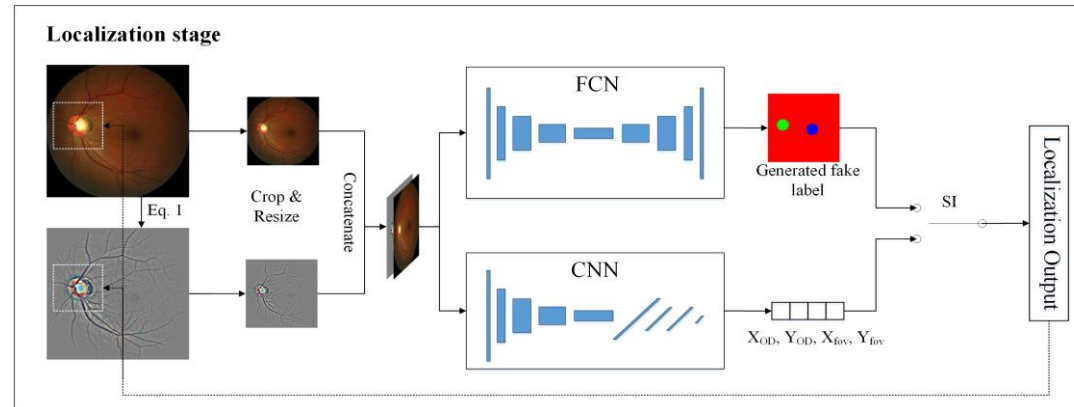 Localization stage
Eq. 1
Crop &
Resize
Concatenate
FCN
Generated fake
label
CNN
X_OD, Y_OD, X_fov, Y_fov
SI
Localization Output